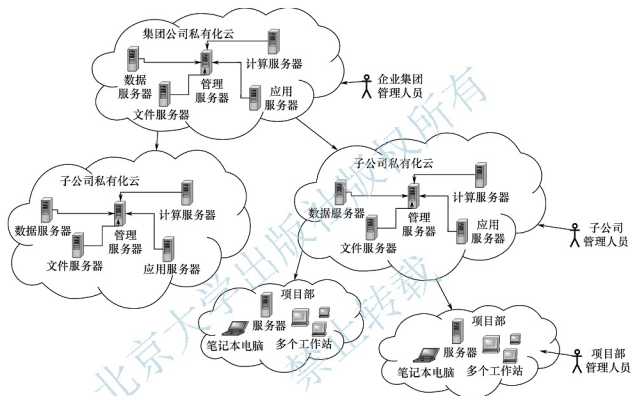 集团公司私有化云
计算服务器
数据
服务器
管理
服务器
应用
服务器
文件服务器
企业集团
管理人员
子公司私有化云
计算服务器
数据服务器
管理
服务器
文件服务器
应用服务器
子公司私有化云
计算服务器
数据服务器
管理
服务器
应用
服务器
文件服务器
子公司
管理人员
项目部
服务器
笔记本电脑
多个工作站
项目部
服务器
笔记本电脑
多个工作站
项目部
管理人员
北京大学出版社版权所有
禁止转载